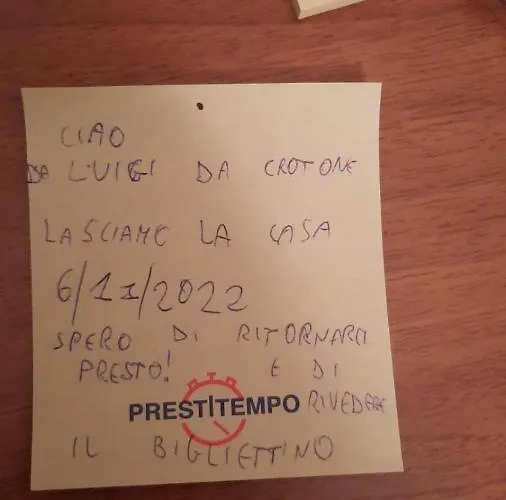 CIAO
DA LUIGI DA CROTONE
LASCIAMO LA CASA
6/11/2022
SPERO DI RITORNARCI
PRESTO! E DI
PRESTITEMPO RIVEDERE
IL BIGLIETTINO